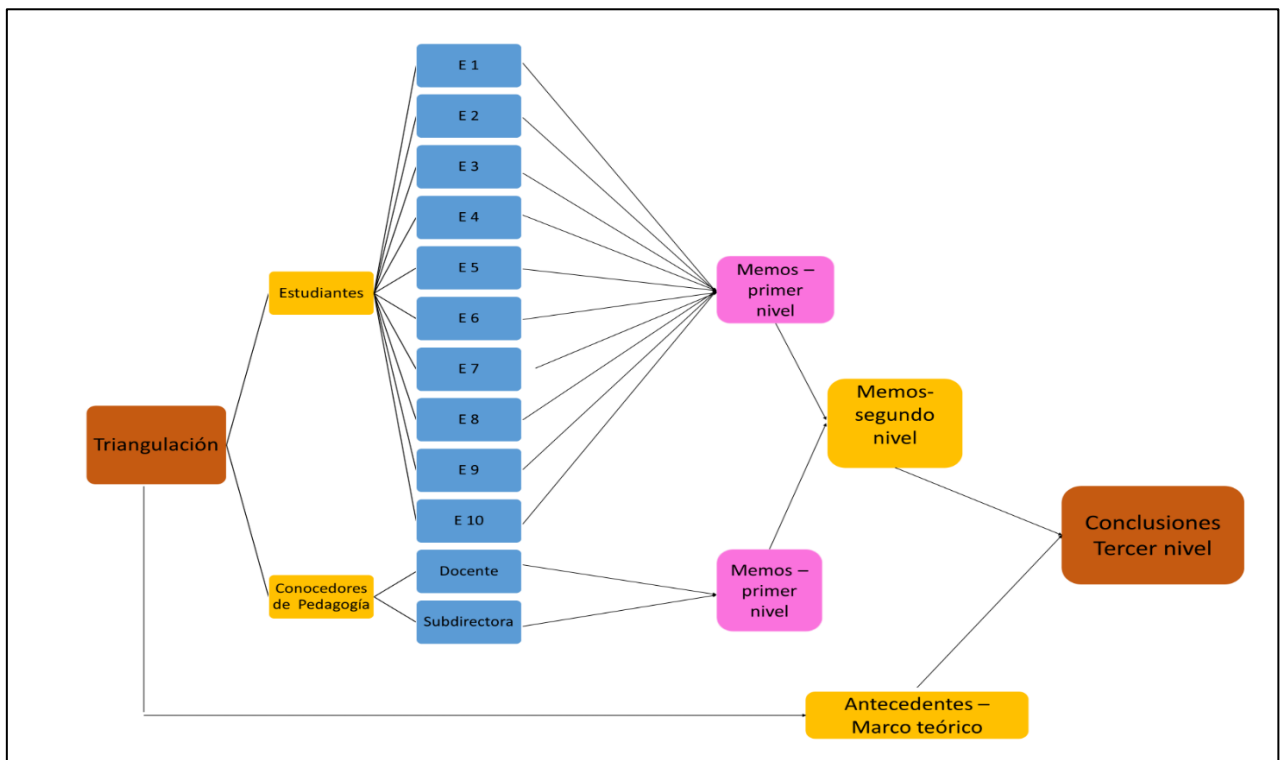 Triangulación
Estudiantes
Conocedores
de Pedagogía
E 1
E 2
E 3
E 4
E 5
E 6
E 7
E 8
E 9
E 10
Docente
Subdirectora
Memos –
primer
nivel
Memos –
primer
nivel
Memos-
segundo
nivel
Antecedentes –
Marco teórico
Conclusiones
Tercer nivel